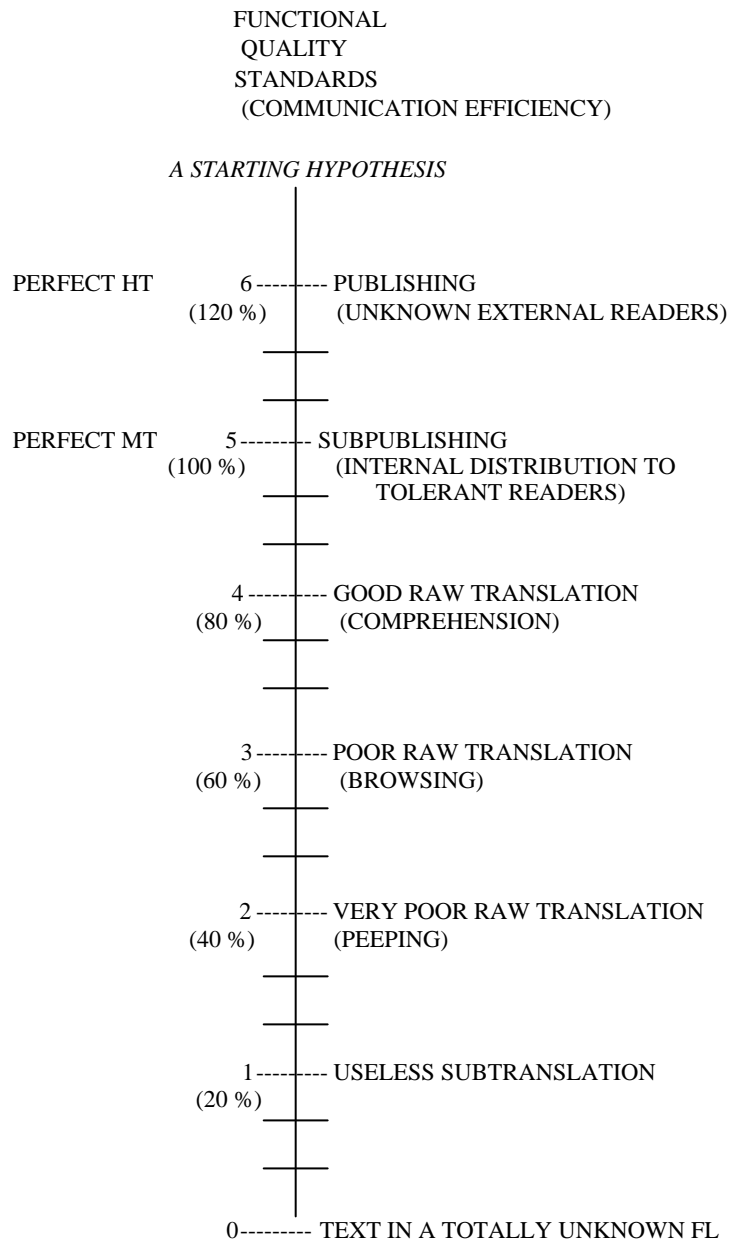 FUNCTIONAL
QUALITY
STANDARDS
(COMMUNICATION EFFICIENCY)
A STARTING HYPOTHESIS
PERFECT HT 6--------- PUBLISHING
(120 %) (UNKNOWN EXTERNAL READERS)
PERFECT MT 5--------- SUBPUBLISHING
(100 %) (INTERNAL DISTRIBUTION TO
TOLERANT READERS)
4--------- GOOD RAW TRANSLATION
(80 %) (COMPREHENSION)
3--------- POOR RAW TRANSLATION
(60 %) (BROWSING)
2--------- VERY POOR RAW TRANSLATION
(40 %) (PEEPING)
1--------- USELESS SUBTRANSLATION
(20 %)
0--------- TEXT IN A TOTALLY UNKNOWN FL